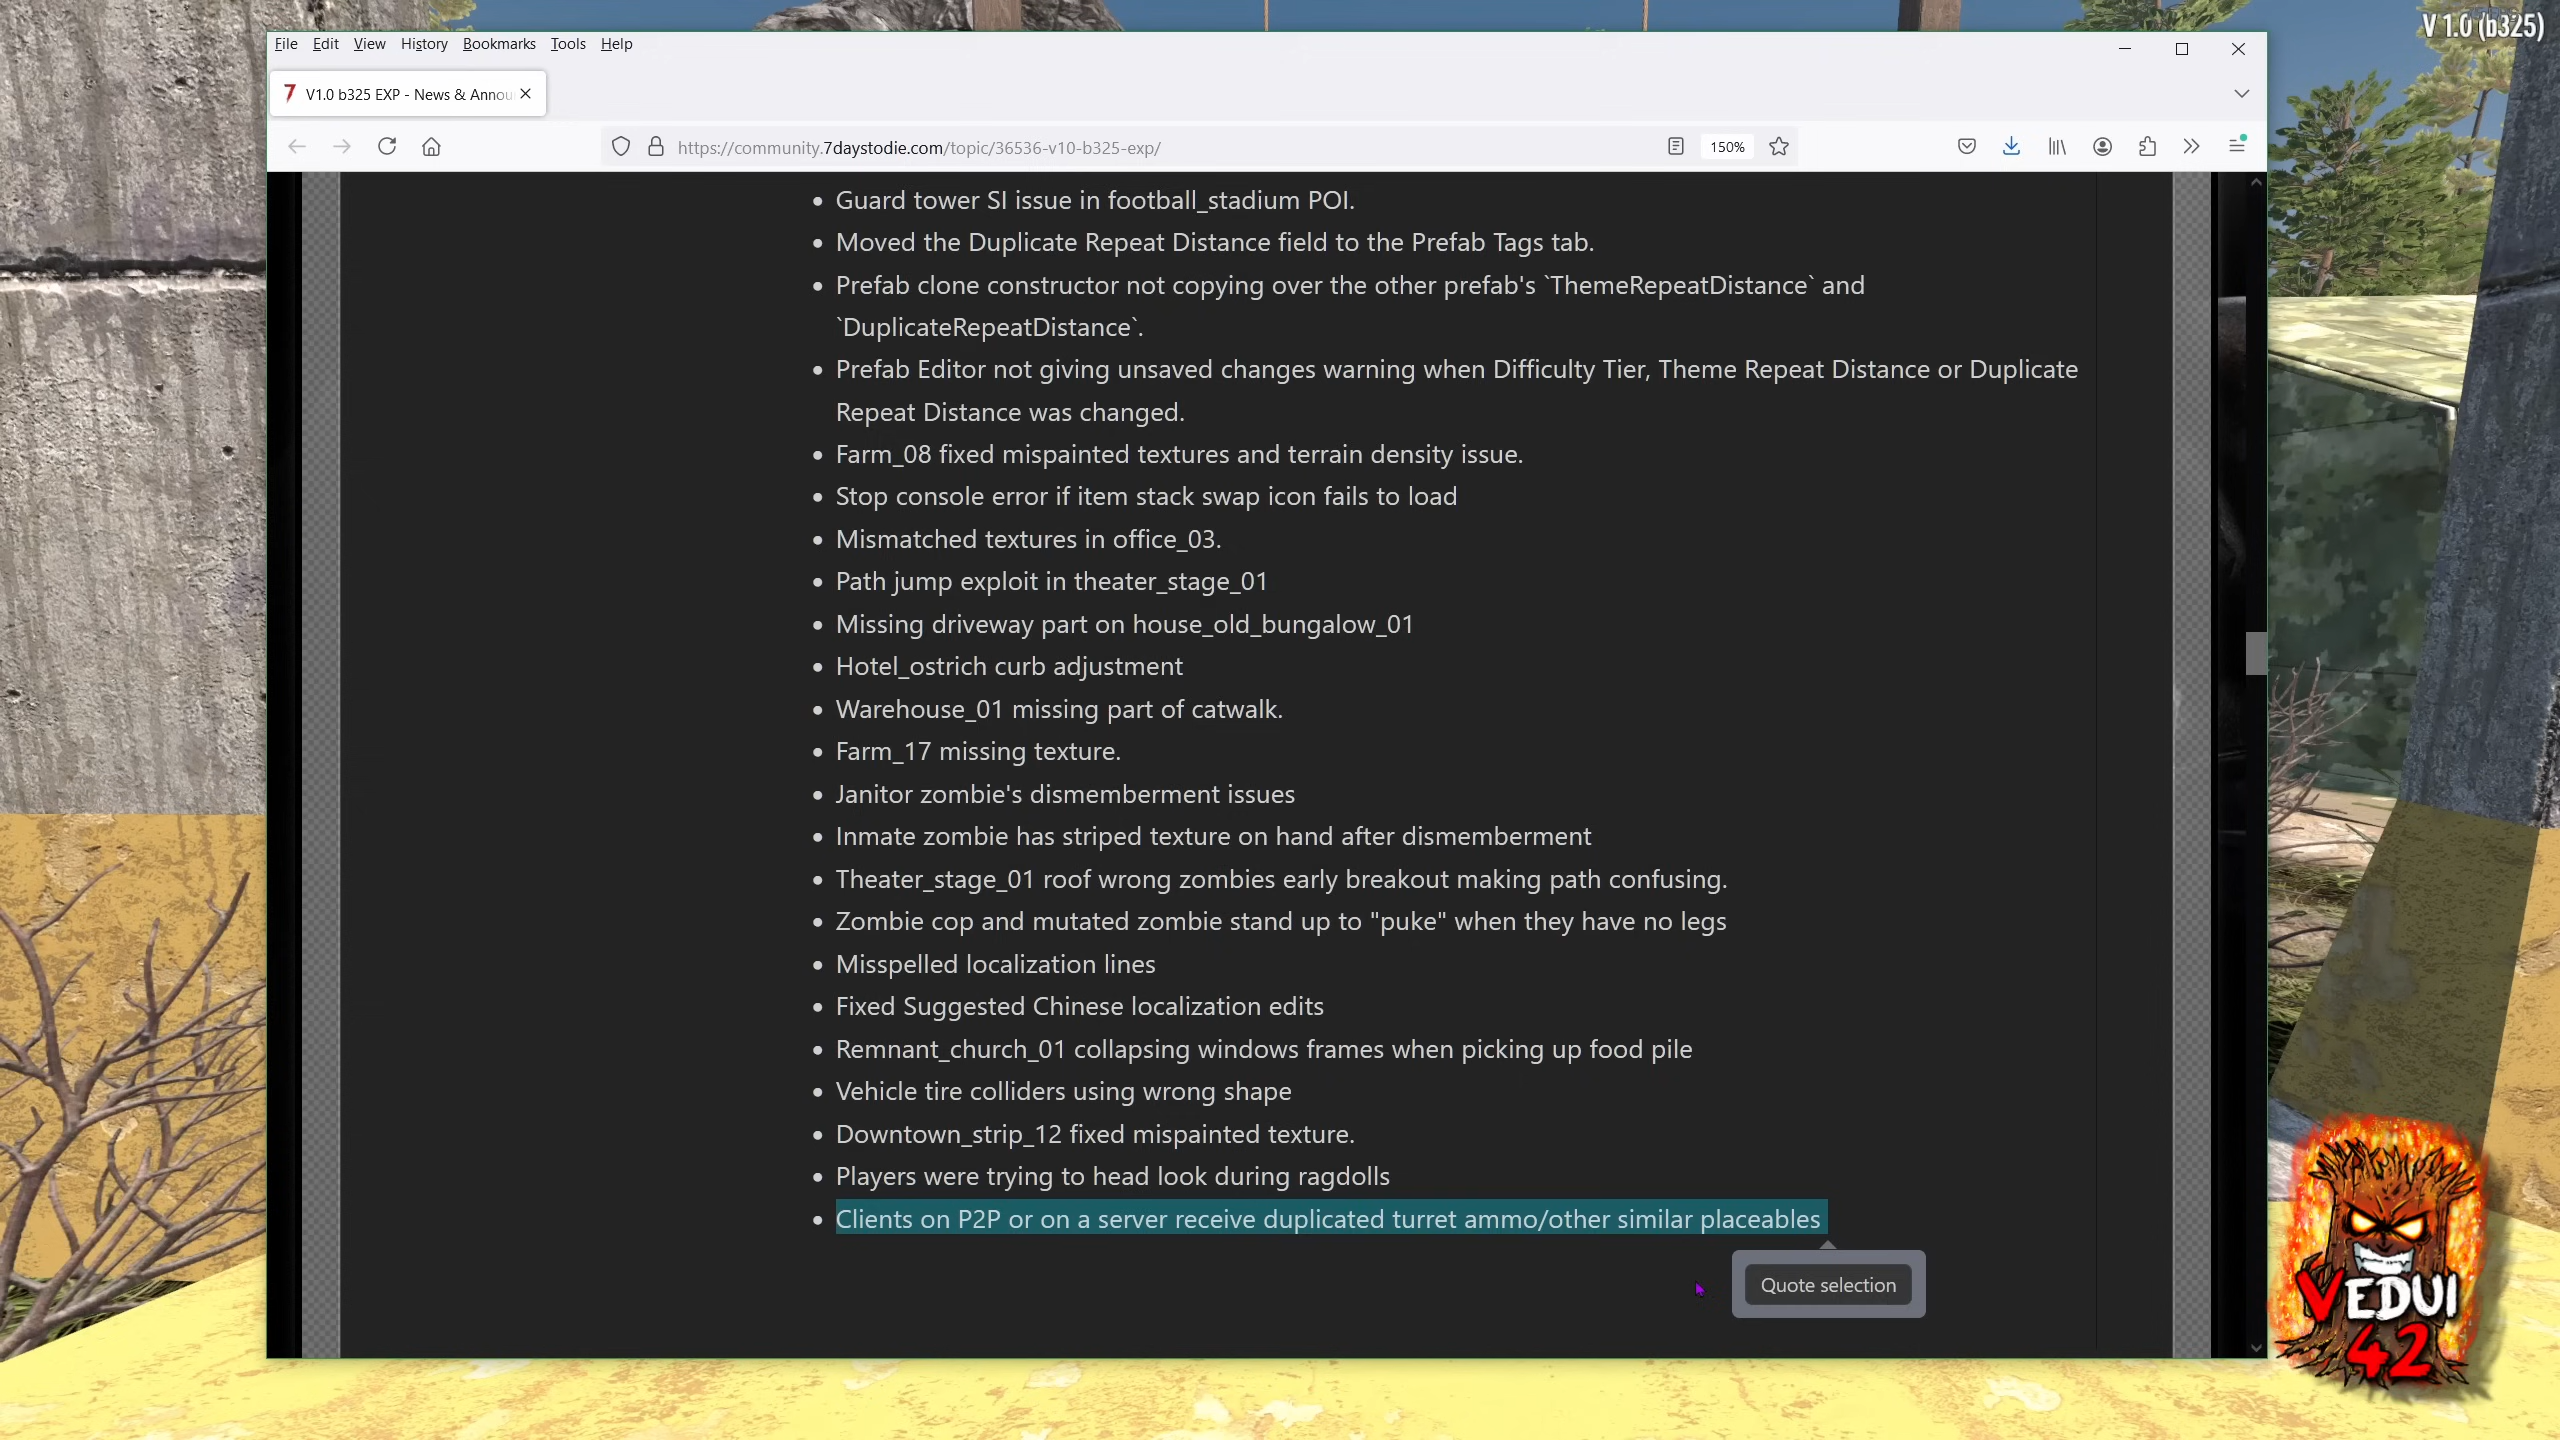 V 1.0 (b325)
File Edit View History Bookmarks Tools Help
V1.0 b325 EXP - News & Annou
https://community.7daystodie.com/topic/36536-v10-b325-exp/
150%
Guard tower SI issue in football_stadium POI.
Moved the Duplicate Repeat Distance field to the Prefab Tags tab.
Prefab clone constructor not copying over the other prefab's `ThemeRepeatDistance` and
`DuplicateRepeatDistance`.
Prefab Editor not giving unsaved changes warning when Difficulty Tier, Theme Repeat Distance or Duplicate
Repeat Distance was changed.
Farm_08 fixed mispainted textures and terrain density issue.
Stop console error if item stack swap icon fails to load
Mismatched textures in office_03.
Path jump exploit in theater_stage_01
Missing driveway part on house_old_bungalow_01
Hotel_ostrich curb adjustment
Warehouse_01 missing part of catwalk.
Farm_17 missing texture.
Janitor zombie's dismemberment issues
Inmate zombie has striped texture on hand after dismemberment
Theater_stage_01 roof wrong zombies early breakout making path confusing.
Zombie cop and mutated zombie stand up to "puke" when they have no legs
Misspelled localization lines
Fixed Suggested Chinese localization edits
Remnant_church_01 collapsing windows frames when picking up food pile
Vehicle tire colliders using wrong shape
Downtown_strip_12 fixed mispainted texture.
Players were trying to head look during ragdolls
Clients on P2P or on a server receive duplicated turret ammo/other similar placeables
Quote selection
VEDUI
42